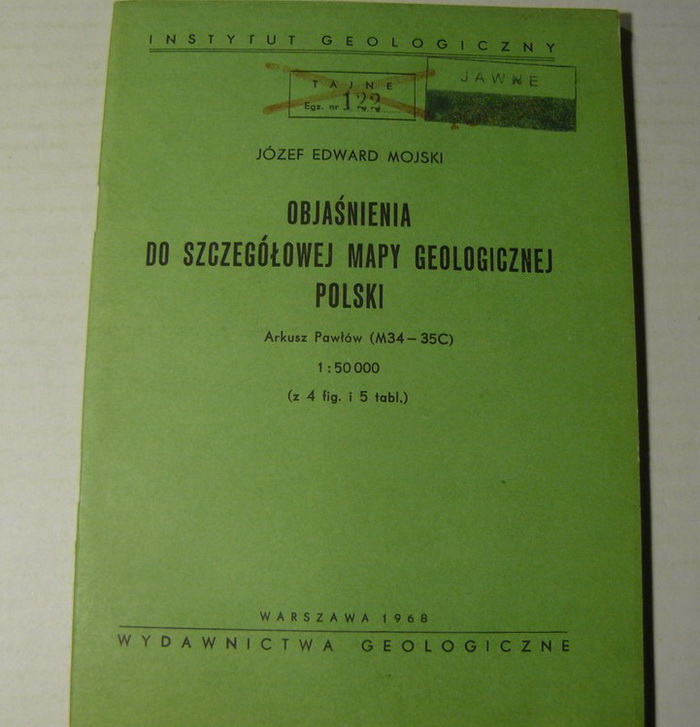 INSTYTUT GEOLOGICZNY
TAJNE
Egz. nr 122
JAWNE
JÓZEF EDWARD MOJSKI
OBJAŚNIENIA
DO SZCZEGÓŁOWEJ MAPY GEOLOGICZNEJ
POLSKI
Arkusz Pawłów (M34–35C)
1:50 000
(z 4 fig. i 5 tabl.)
WARSZAWA 1968
WYDAWNICTWA GEOLOGICZNE